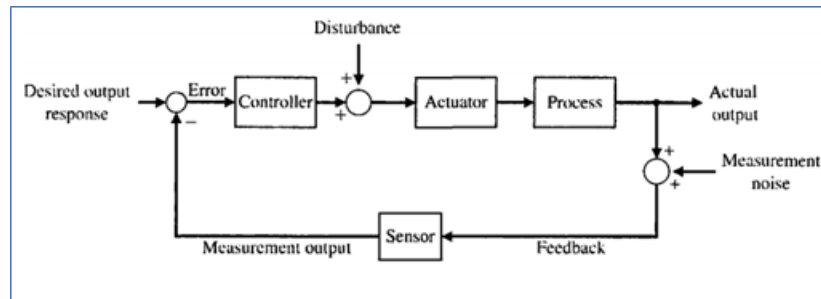 Disturbance
Desired output
response
Error
Controller
+
+
Actuator
Process
Actual
output
−
+
+
Measurement
noise
Sensor
Measurement output
Feedback